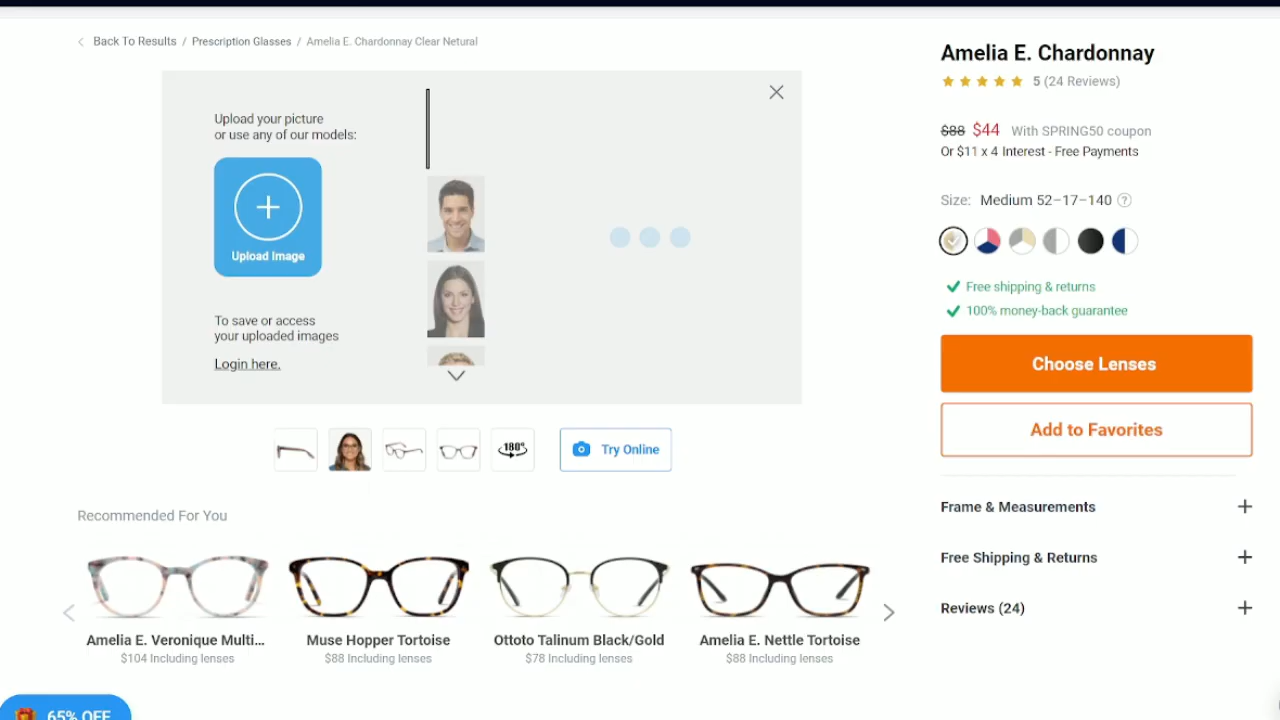 Back To Results / Prescription Glasses / Amelia E. Chardonnay Clear Netural
Upload your picture
or use any of our models:
Upload Image
To save or access
your uploaded images
Login here.
180°
Try Online
Amelia E. Chardonnay
5 (24 Reviews)
$88 $44 With SPRING50 coupon
Or $11 x 4 Interest - Free Payments
Size: Medium 52-17-140 ?
Free shipping & returns
100% money-back guarantee
Choose Lenses
Add to Favorites
Frame & Measurements
Free Shipping & Returns
Reviews (24)
Recommended For You
Amelia E. Veronique Multi...
$104 Including lenses
Muse Hopper Tortoise
$88 Including lenses
Ottoto Talinum Black/Gold
$78 Including lenses
Amelia E. Nettle Tortoise
$88 Including lenses
65% OFF